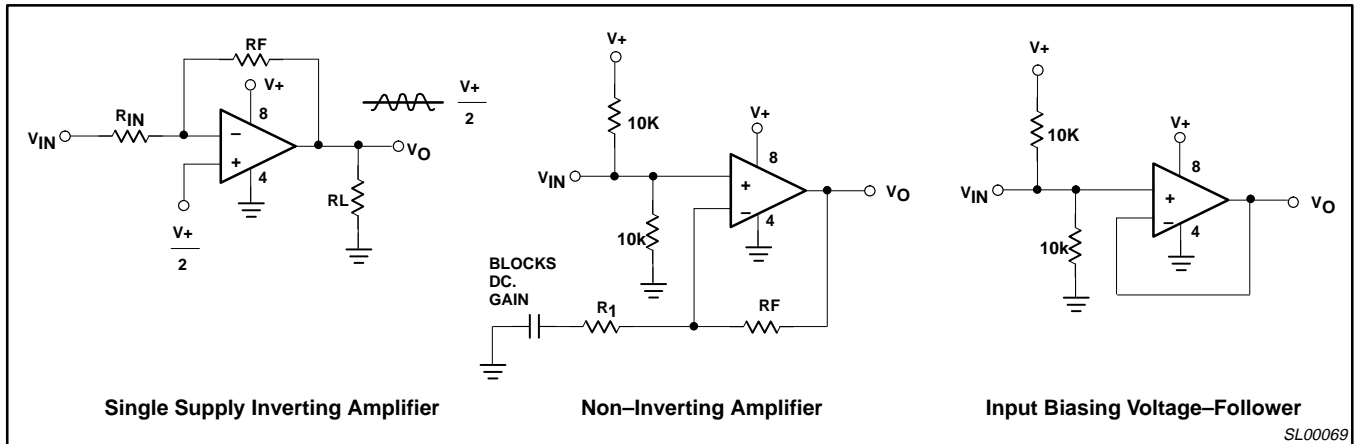 RF
V+
8
RIN
VIN
−
+
4
VO
RL
V+
2
V+
2
V+
10K
V+
8
VIN
+
−
4
VO
10k
BLOCKS
DC.
GAIN
R1
RF
V+
10K
V+
8
VIN
+
−
4
VO
10k
Single Supply Inverting Amplifier
Non–Inverting Amplifier
Input Biasing Voltage–Follower
SL00069